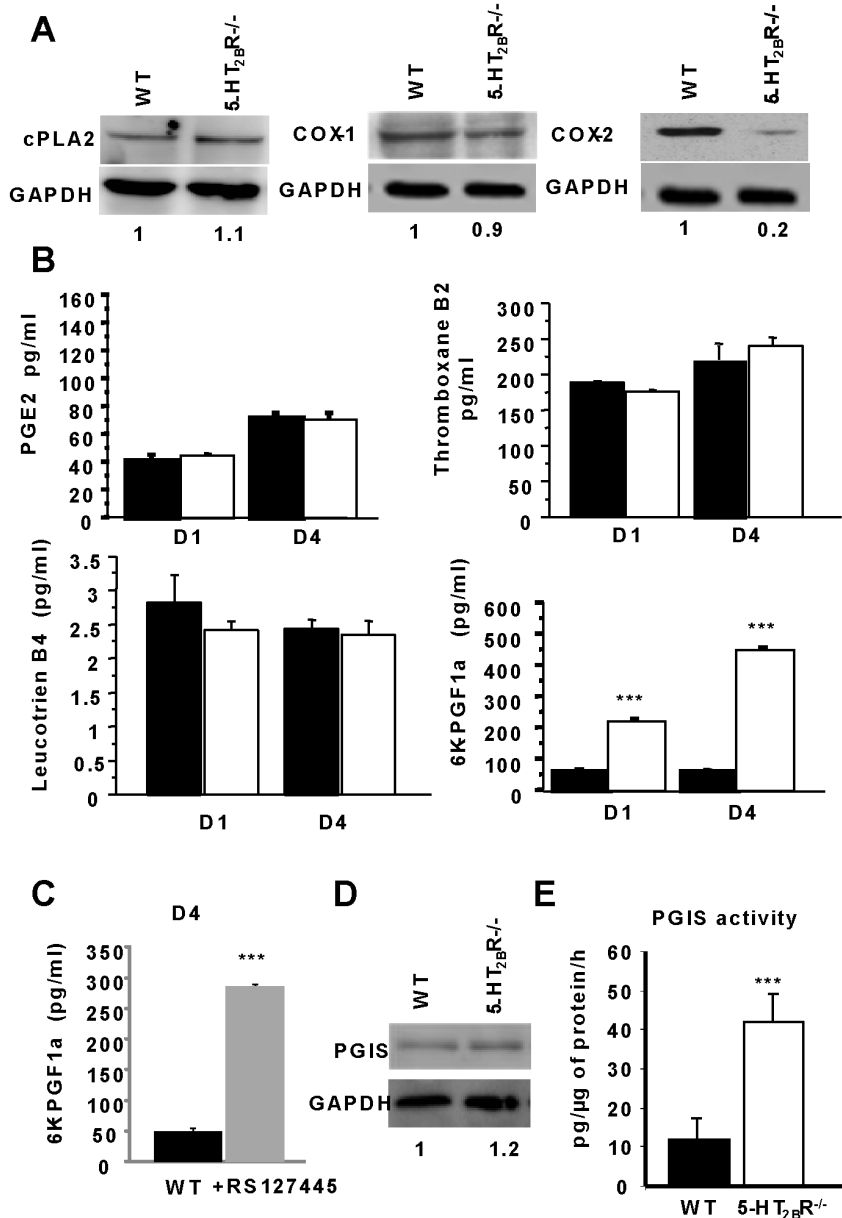 A
WT
5-HT2BR-/-
cPLA2
GAPDH
1 1.1
WT
5-HT2BR-/-
COX-1
GAPDH
1 0.9
WT
5-HT2BR-/-
COX-2
GAPDH
1 0.2
B
PGE2 pg/ml
160
140
120
100
80
60
40
20
0
D1 D4
Thromboxane B2
pg/ml
300
250
200
150
100
50
0
D1 D4
Leucotrien B4 (pg/ml)
3
2.5
2
1.5
1
0.5
0
D1 D4
6K-PGF1a (pg/ml)
600
500
400
300
200
100
0
***
***
D1 D4
C
D4
6K-PGF1a (pg/ml)
350
300
250
200
150
100
50
0
***
WT +RS127445
D
WT
5-HT2BR-/-
PGIS
GAPDH
1 1.2
E
PGIS activity
pg/µg of protein/h
60
50
40
30
20
10
0
***
WT 5-HT2BR-/-